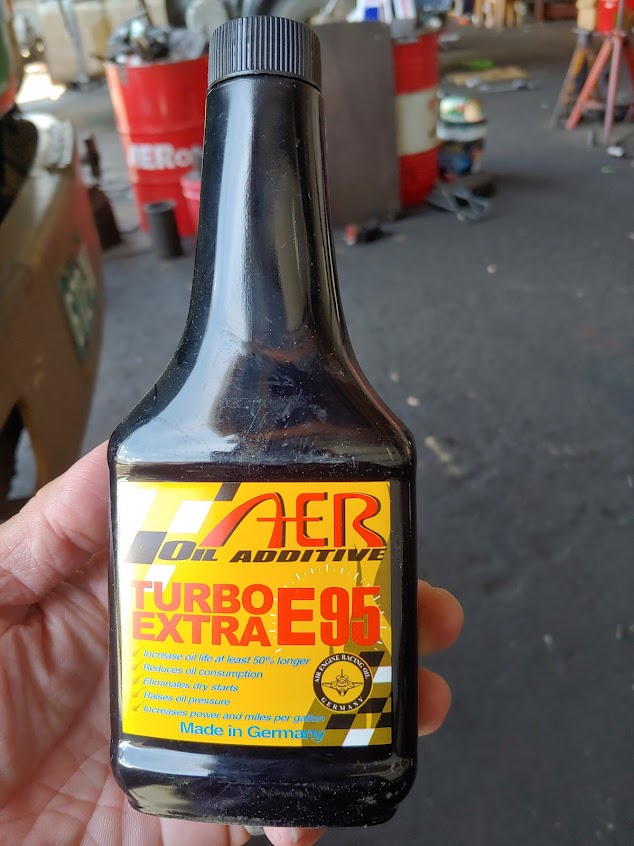 AER
OIL ADDITIVE
TURBO
EXTRA E95
✓ Increase oil life at least 50% longer
✓ Reduces oil consumption
✓ Eliminates dry starts
✓ Raises oil pressure
✓ Increases power and miles per gallon
AIR ENGINE RACING OIL
GERMANY
Made in Germany